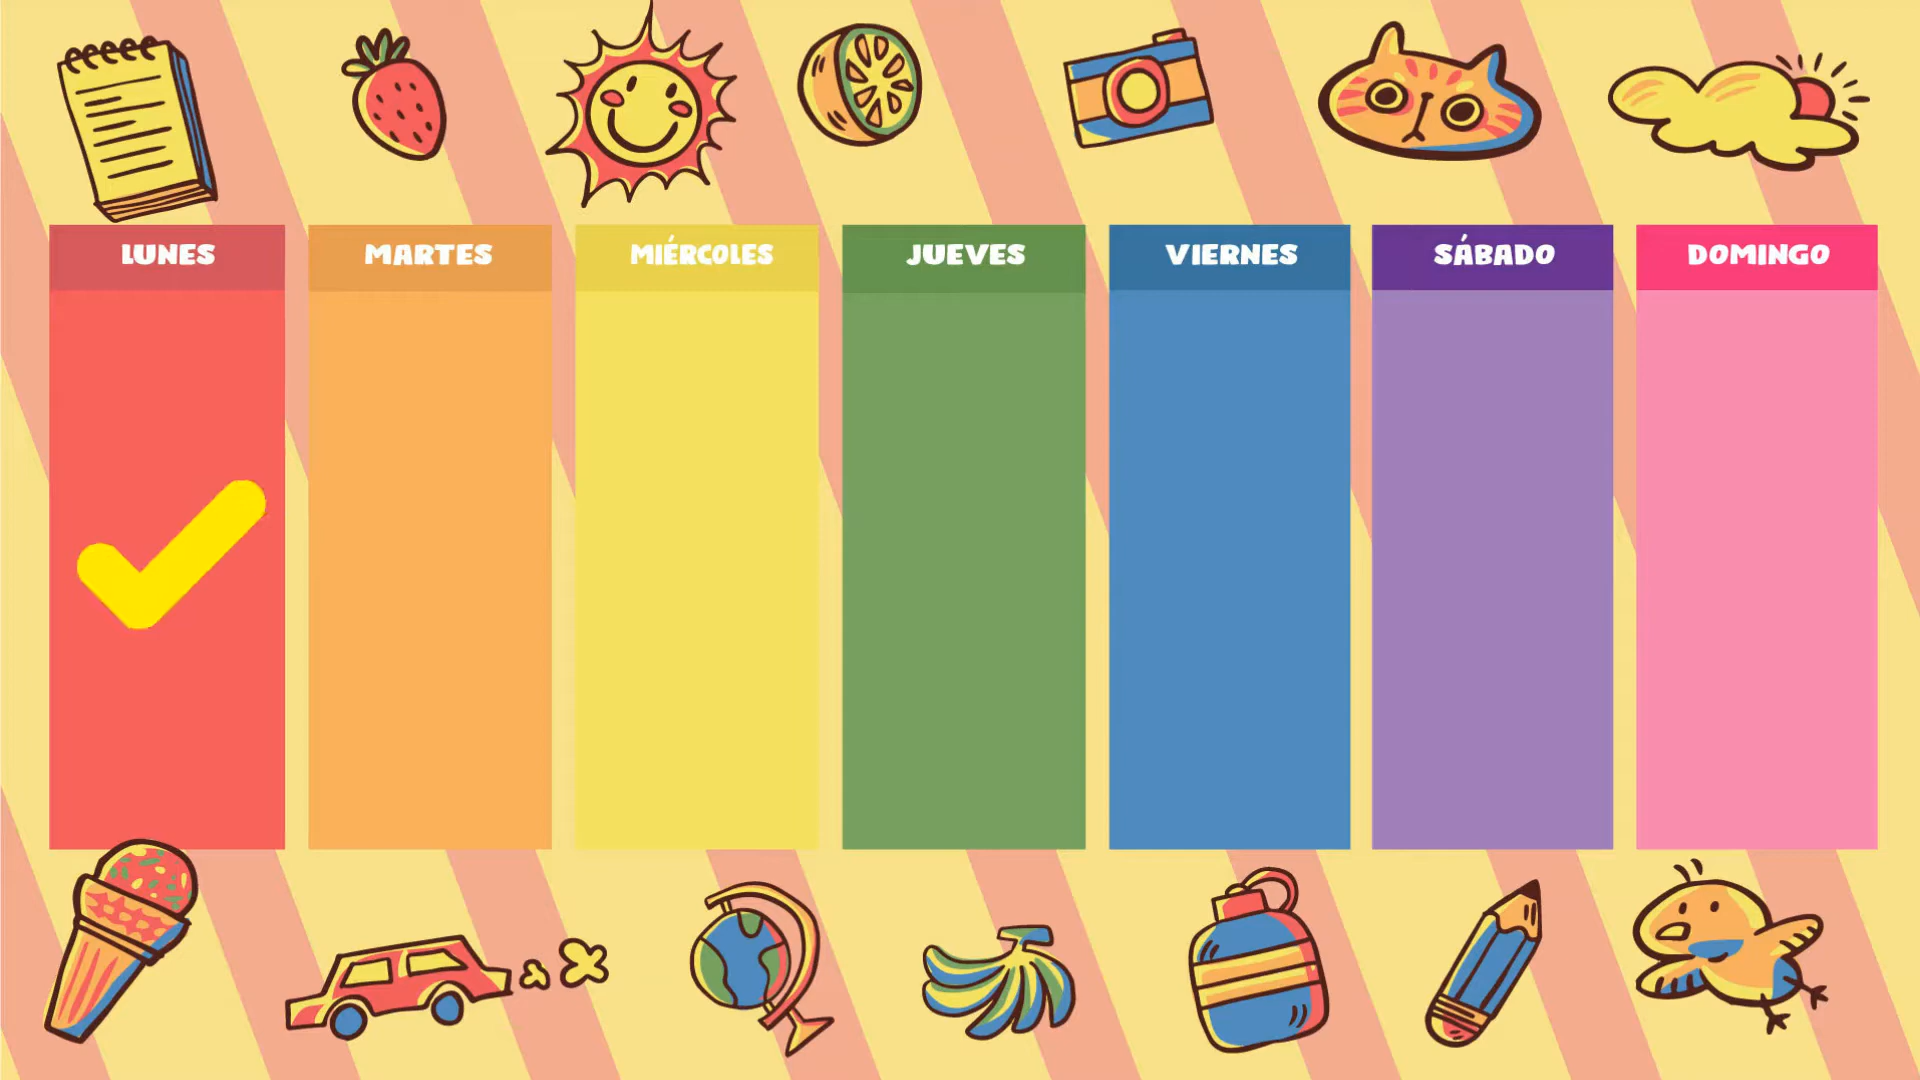 LUNES
MARTES
MIÉRCOLES
JUEVES
VIERNES
SÁBADO
DOMINGO